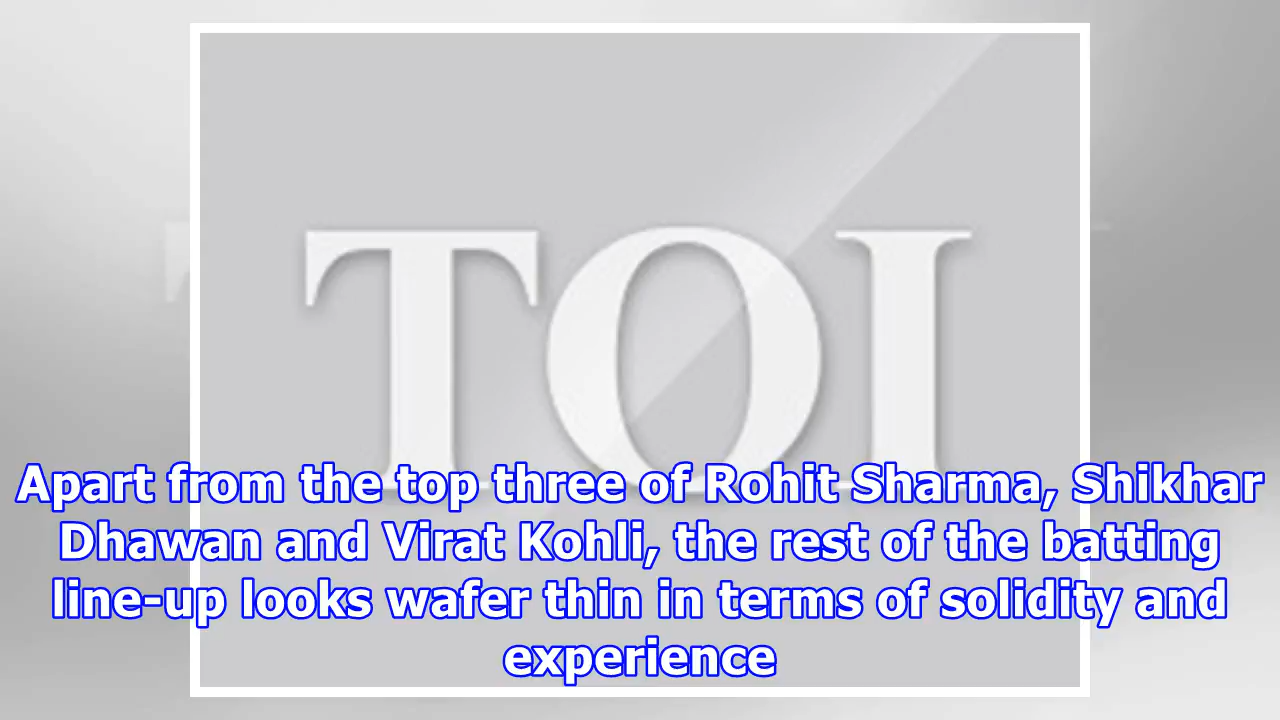 TOI
Apart from the top three of Rohit Sharma, Shikhar
Dhawan and Virat Kohli, the rest of the batting
line-up looks wafer thin in terms of solidity and
experience